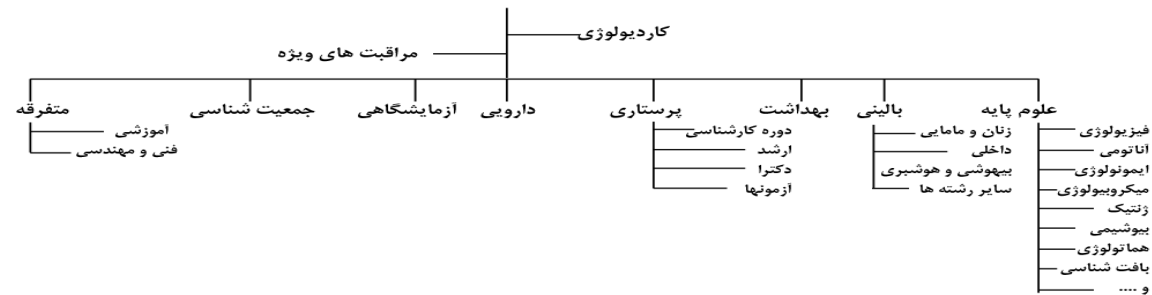 کاردیولوژی
مراقبت های ویژه
علوم پایه
فیزیولوژی
آناتومی
ایمونولوژی
میکروبیولوژی
ژنتیک
بیوشیمی
هماتولوژی
بافت شناسی
و ....
بالینی
زنان و مامایی
داخلی
بیهوشی و هوشبری
سایر رشته ها
بهداشت
پرستاری
دوره کارشناسی
ارشد
دکترا
آزمونها
دارویی
آزمایشگاهی
جمعیت شناسی
متفرقه
آموزشی
فنی و مهندسی